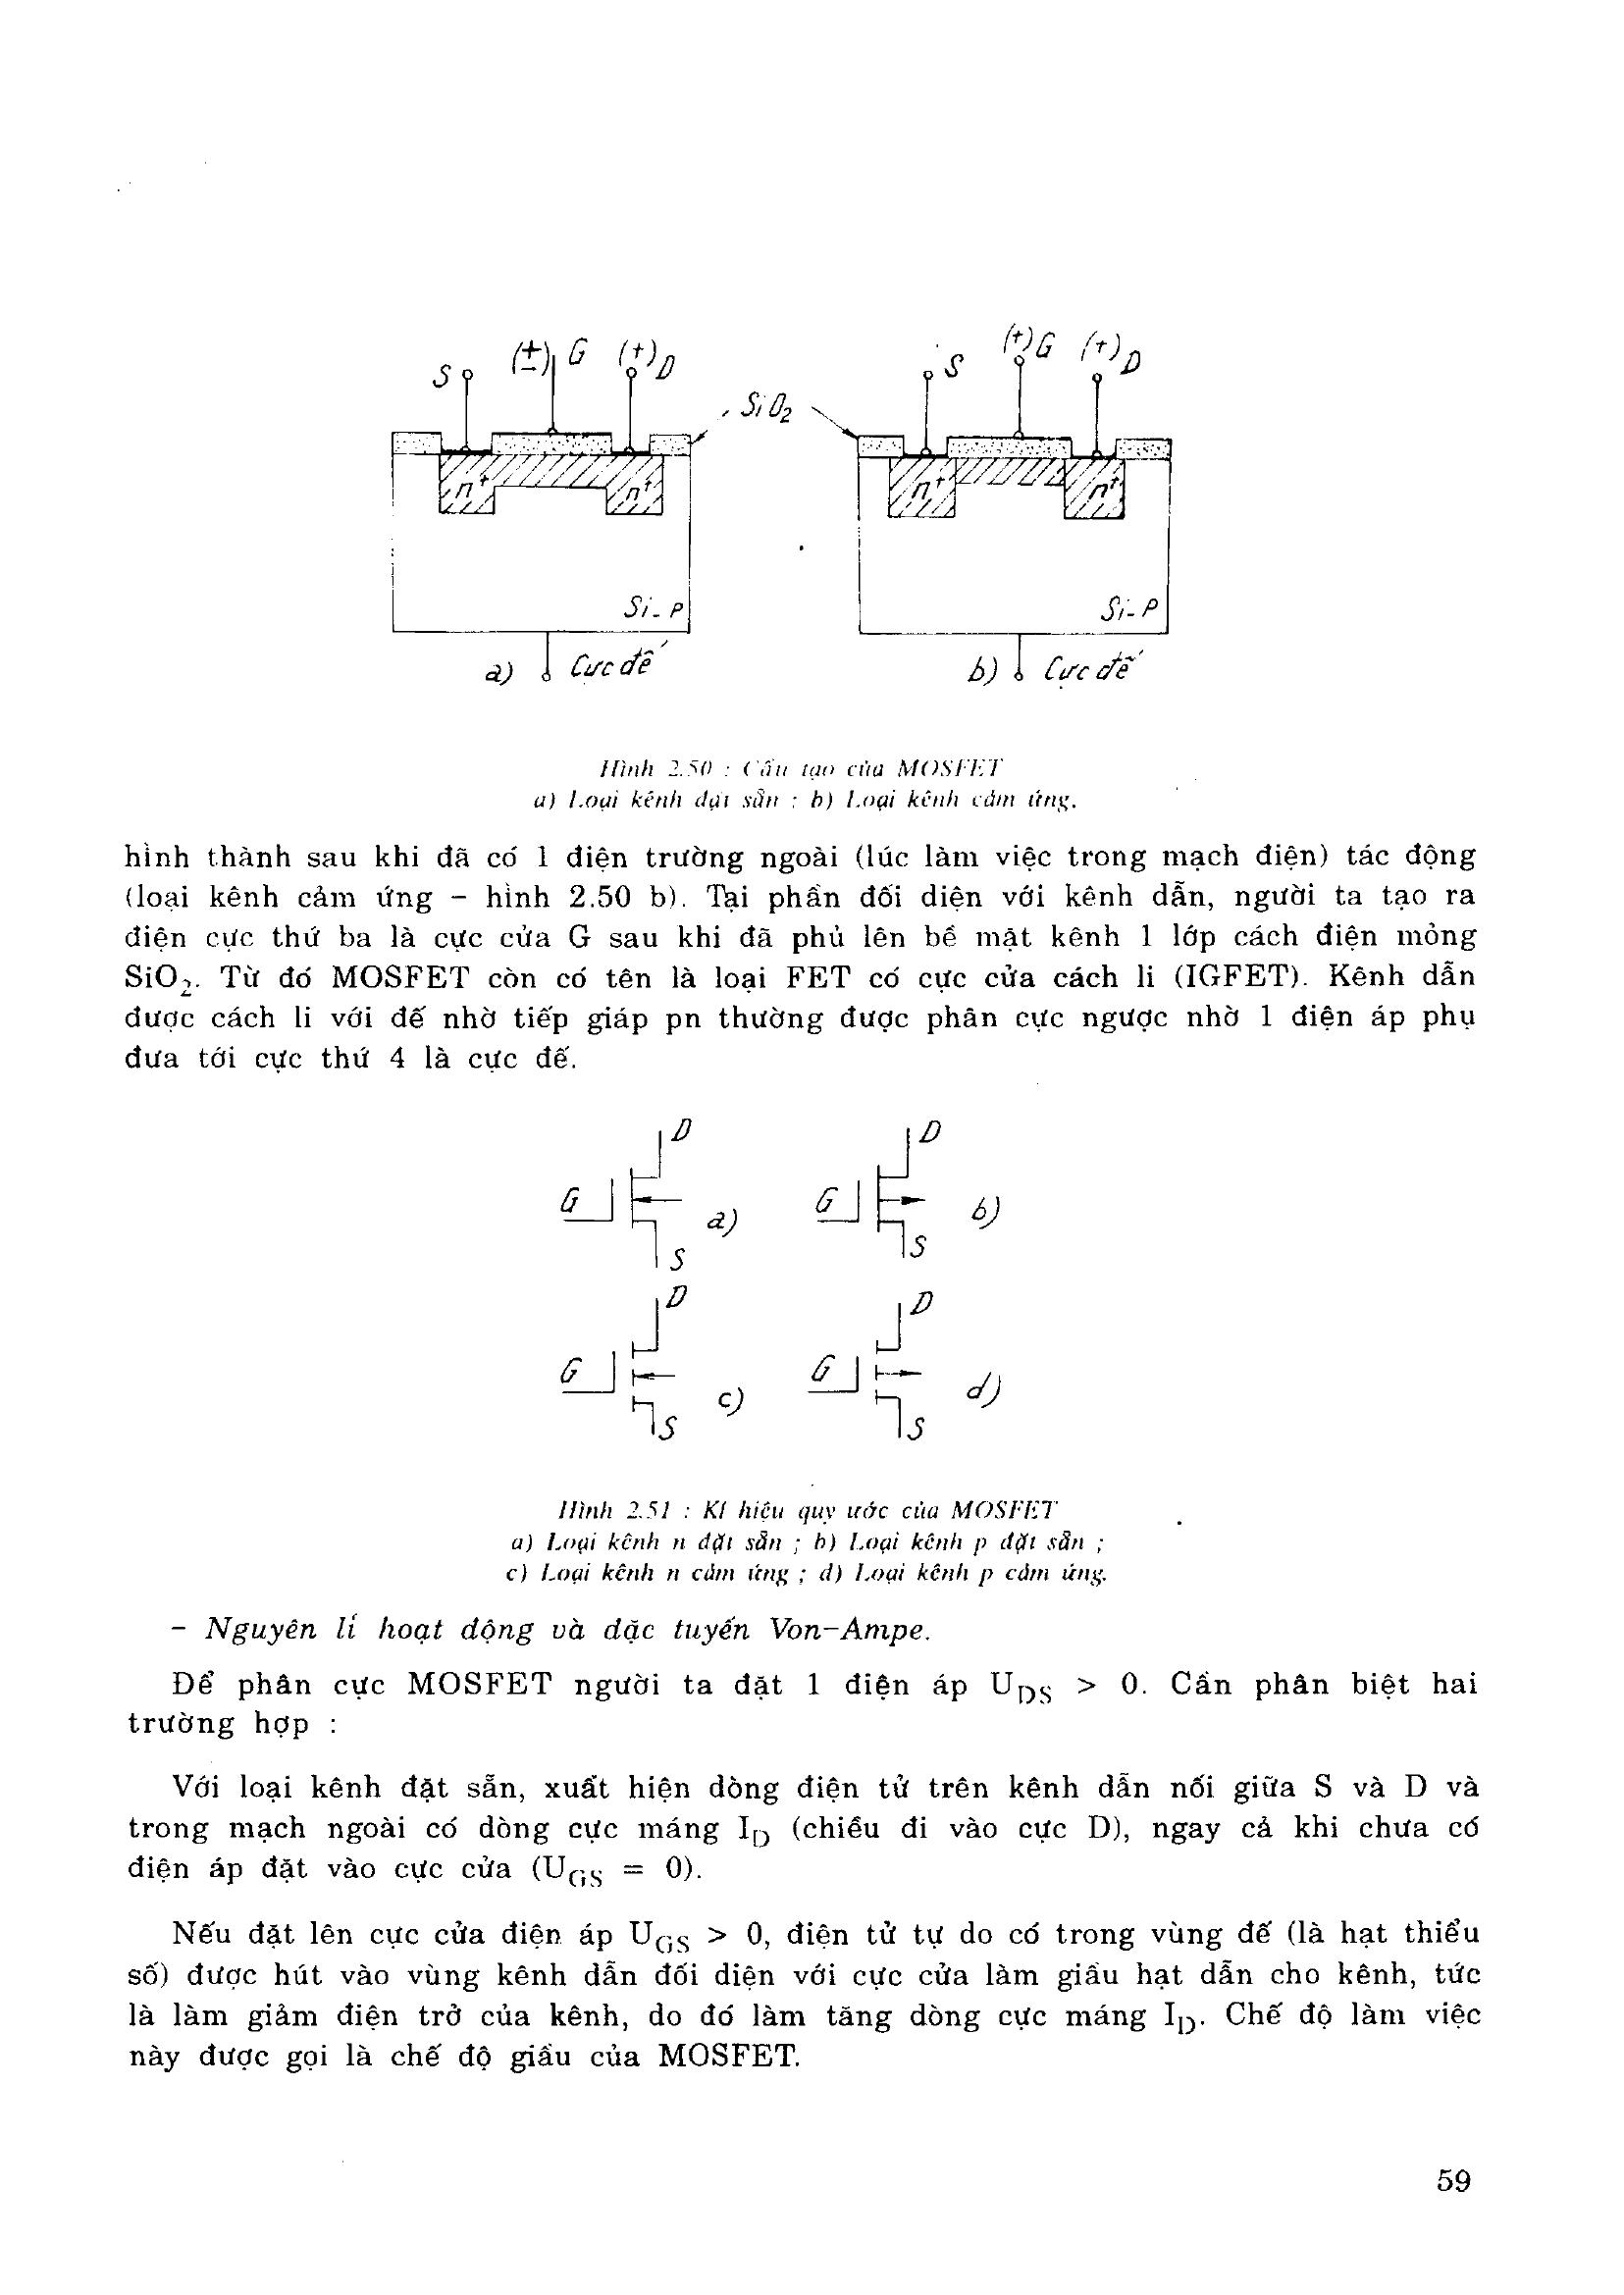 S (±) G (+) D
SiO₂
(+) G (+) D S
n⁺ n⁺
n⁺ n⁺
Si-P
Si-P
a) Cực đế
b) Cực đế
Hình 2.50 : Cấu tạo của MOSFET
a) Loại kênh đặt sẵn ; b) Loại kênh cảm ứng.
hình thành sau khi đã có 1 điện trường ngoài (lúc làm việc trong mạch điện) tác động
(loại kênh cảm ứng - hình 2.50 b). Tại phần đối diện với kênh dẫn, người ta tạo ra
điện cực thứ ba là cực cửa G sau khi đã phủ lên bề mặt kênh 1 lớp cách điện mỏng
SiO₂. Từ đó MOSFET còn có tên là loại FET có cực cửa cách li (IGFET). Kênh dẫn
được cách li với đế nhờ tiếp giáp pn thường được phân cực ngược nhờ 1 điện áp phụ
đưa tới cực thứ 4 là cực đế.
D
G
S
a)
D
G
S
b)
D
G
S
c)
D
G
S
d)
Hình 2.51 : Kí hiệu quy ước của MOSFET
a) Loại kênh n đặt sẵn ; b) Loại kênh p đặt sẵn ;
c) Loại kênh n cảm ứng ; d) Loại kênh p cảm ứng.
- Nguyên lí hoạt động và đặc tuyến Von-Ampe.
Để phân cực MOSFET người ta đặt 1 điện áp U_DS > 0. Cần phân biệt hai
trường hợp :
Với loại kênh đặt sẵn, xuất hiện dòng điện tử trên kênh dẫn nối giữa S và D và
trong mạch ngoài có dòng cực máng I_D (chiều đi vào cực D), ngay cả khi chưa có
điện áp đặt vào cực cửa (U_GS = 0).
Nếu đặt lên cực cửa điện áp U_GS > 0, điện tử tự do có trong vùng đế (là hạt thiểu
số) được hút vào vùng kênh dẫn đối diện với cực cửa làm giầu hạt dẫn cho kênh, tức
là làm giảm điện trở của kênh, do đó làm tăng dòng cực máng I_D. Chế độ làm việc
này được gọi là chế độ giầu của MOSFET.
59